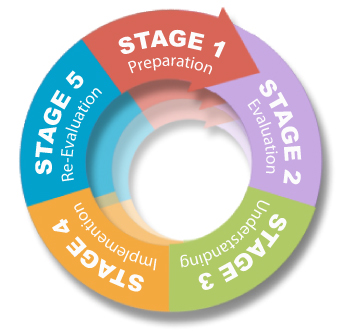 STAGE 1
Preparation
STAGE 2
Evaluation
STAGE 3
Understanding
STAGE 4
Implemention
STAGE 5
Re-Evaluation